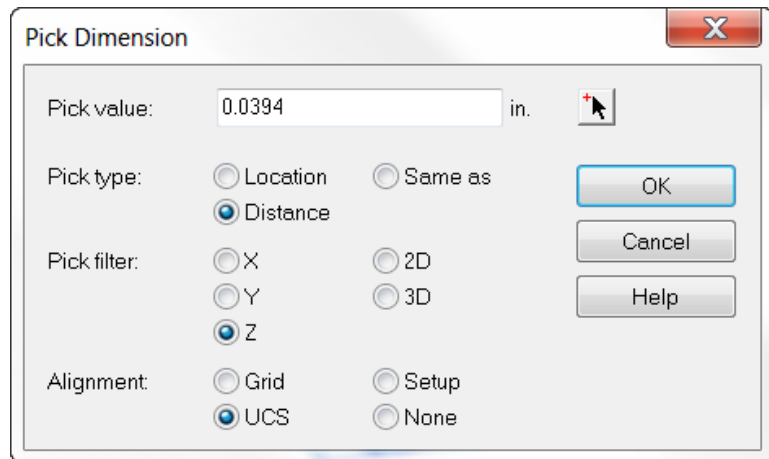 Pick Dimension
Pick value: 0.0394 in.
Pick type: Location Same as
Distance
OK
Cancel
Pick filter: X 2D
Y 3D
Help
Z
Alignment: Grid Setup
UCS None